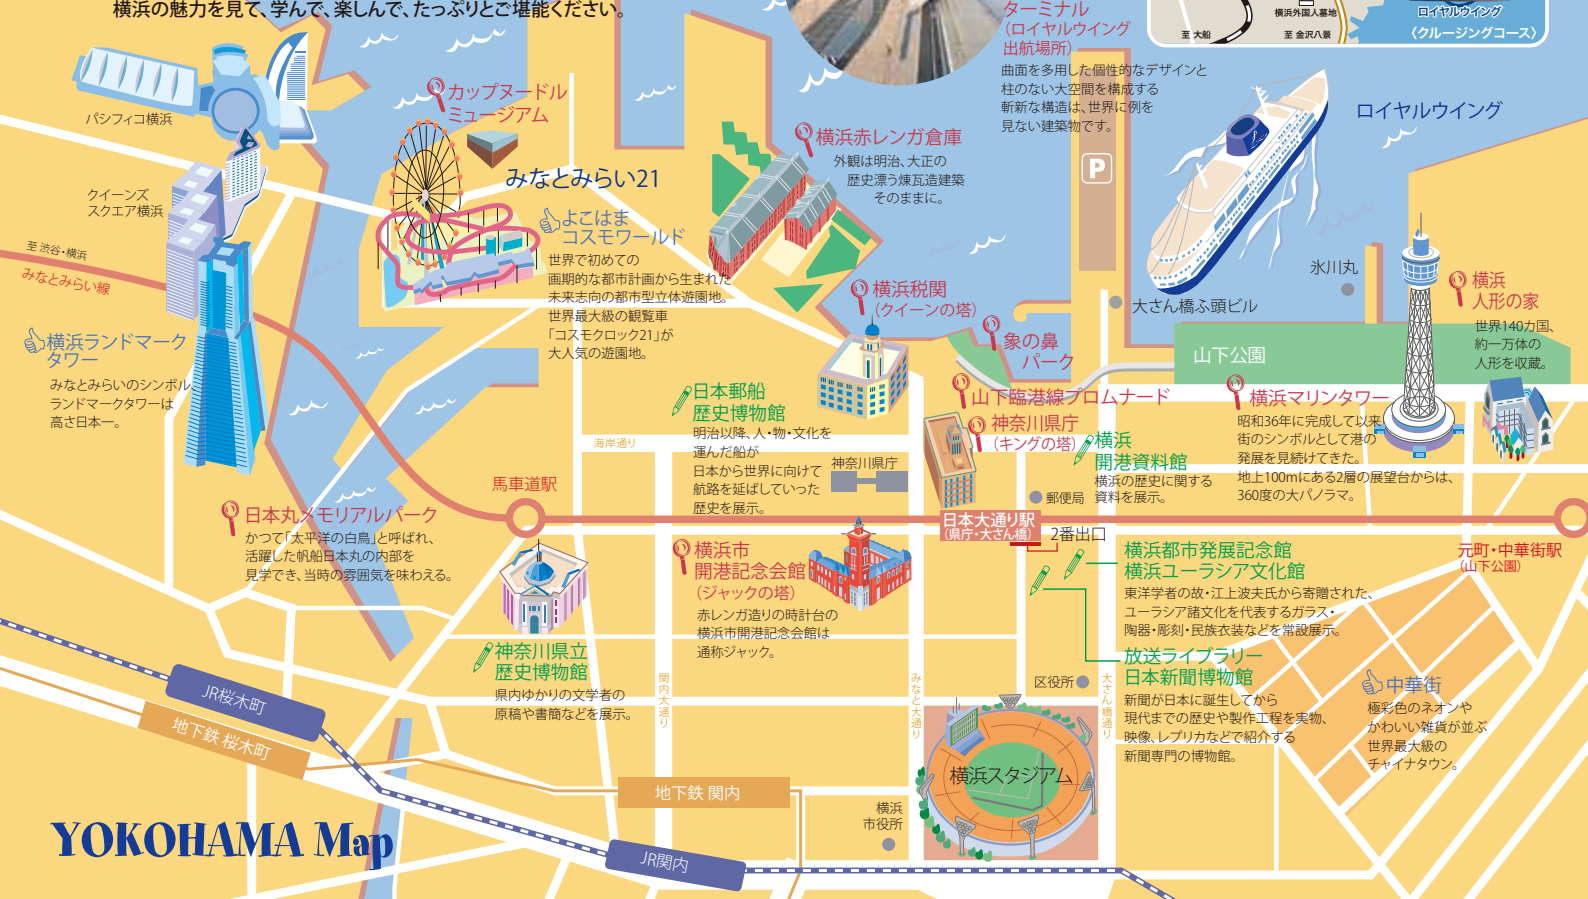 横浜の魅力を見て、学んで、楽しんで、たっぷりとご堪能ください。
ターミナル
（ロイヤルウイング
出航場所）
曲面を多用した個性的なデザインと
柱のない大空間を構成する
斬新な構造は、世界に例を
見ない建築物です。
横浜外国人墓地
至 大船
至 金沢八景
ロイヤルウイング
〈クルージングコース〉
パシフィコ横浜
カップヌードル
ミュージアム
横浜赤レンガ倉庫
外観は明治、大正の
歴史漂う煉瓦造建築
そのままに。
P
ロイヤルウイング
クイーンズ
スクエア横浜
みなとみらい21
よこはま
コスモワールド
世界で初めての
画期的な都市計画から生まれた
未来志向の都市型立体遊園地。
世界最大級の観覧車
「コスモクロック21」が
大人気の遊園地。
至 渋谷・横浜
みなとみらい線
横浜ランドマーク
タワー
みなとみらいのシンボル
ランドマークタワーは
高さ日本一。
横浜税関
（クイーンの塔）
象の鼻
パーク
大さん橋ふ頭ビル
氷川丸
山下公園
横浜
人形の家
世界140カ国、
約一万体の
人形を収蔵。
日本郵船
歴史博物館
明治以降、人・物・文化を
運んだ船が
日本から世界に向けて
航路を延ばしていった
歴史を展示。
山下臨港線プロムナード
神奈川県庁
（キングの塔）
横浜
開港資料館
横浜の歴史に関する
資料を展示。
横浜マリンタワー
昭和36年に完成して以来
街のシンボルとして港の
発展を見続けてきた。
地上100mにある2層の展望台からは、
360度の大パノラマ。
海岸通り
神奈川県庁
郵便局
馬車道駅
日本大通り駅
（県庁・大さん橋）
2番出口
元町・中華街駅
（山下公園）
日本丸メモリアルパーク
かつて「太平洋の白鳥」と呼ばれ、
活躍した帆船日本丸の内部を
見学でき、当時の雰囲気を味わえる。
横浜市
開港記念会館
（ジャックの塔）
赤レンガ造りの時計台の
横浜市開港記念会館は
通称ジャック。
横浜都市発展記念館
横浜ユーラシア文化館
東洋学者の故・江上波夫氏から寄贈された、
ユーラシア諸文化を代表するガラス・
陶器・彫刻・民族衣装などを常設展示。
神奈川県立
歴史博物館
県内ゆかりの文学者の
原稿や書簡などを展示。
放送ライブラリー
日本新聞博物館
新聞が日本に誕生してから
現代までの歴史や製作工程を実物、
映像、レプリカなどで紹介する
新聞専門の博物館。
中華街
極彩色のネオンや
かわいい雑貨が並ぶ
世界最大級の
チャイナタウン。
関内大通り
みなと大通り
大さん橋通り
区役所
JR桜木町
地下鉄 桜木町
地下鉄 関内
横浜スタジアム
横浜
市役所
JR関内
YOKOHAMA Map